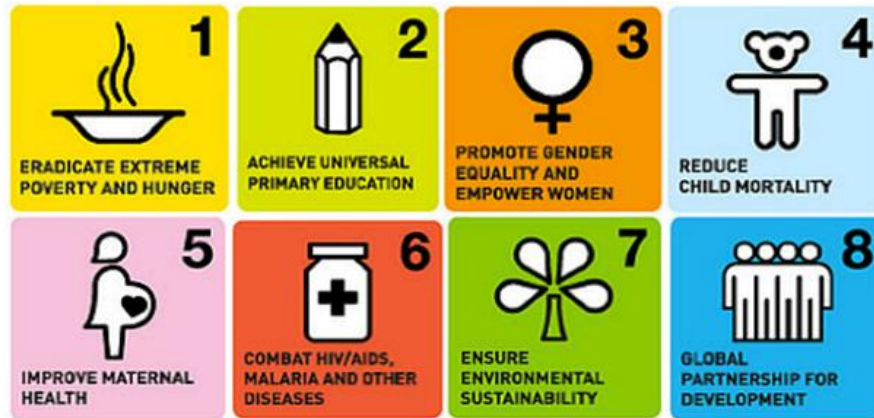 1
ERADICATE EXTREME
POVERTY AND HUNGER
2
ACHIEVE UNIVERSAL
PRIMARY EDUCATION
3
PROMOTE GENDER
EQUALITY AND
EMPOWER WOMEN
4
REDUCE
CHILD MORTALITY
5
IMPROVE MATERNAL
HEALTH
6
COMBAT HIV/AIDS,
MALARIA AND OTHER
DISEASES
7
ENSURE
ENVIRONMENTAL
SUSTAINABILITY
8
GLOBAL
PARTNERSHIP FOR
DEVELOPMENT